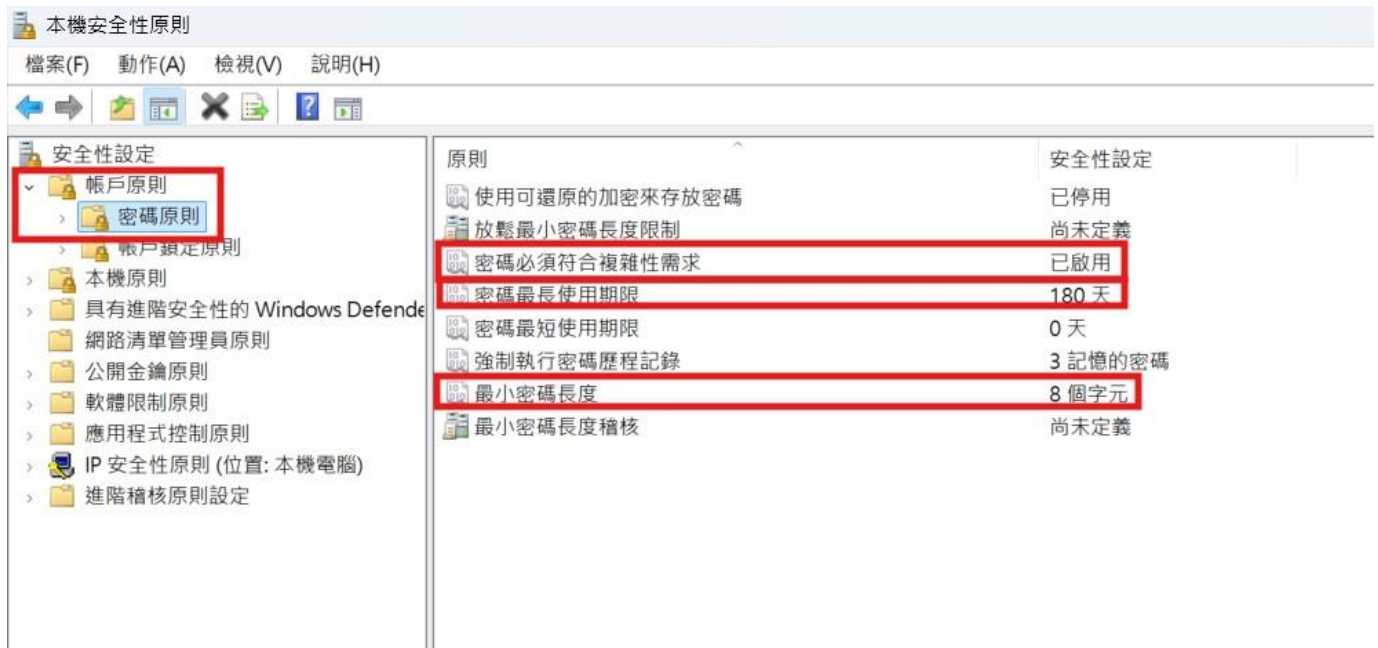 本機安全性原則
檔案(F) 動作(A) 檢視(V) 說明(H)
安全性設定
帳戶原則
密碼原則
帳戶鎖定原則
本機原則
具有進階安全性的 Windows Defende
網路清單管理員原則
公開金鑰原則
軟體限制原則
應用程式控制原則
IP 安全性原則 (位置: 本機電腦)
進階稽核原則設定
原則 安全性設定
使用可還原的加密來存放密碼 已停用
放鬆最小密碼長度限制 尚未定義
密碼必須符合複雜性需求 已啟用
密碼最長使用期限 180 天
密碼最短使用期限 0 天
強制執行密碼歷程記錄 3 記憶的密碼
最小密碼長度 8 個字元
最小密碼長度稽核 尚未定義